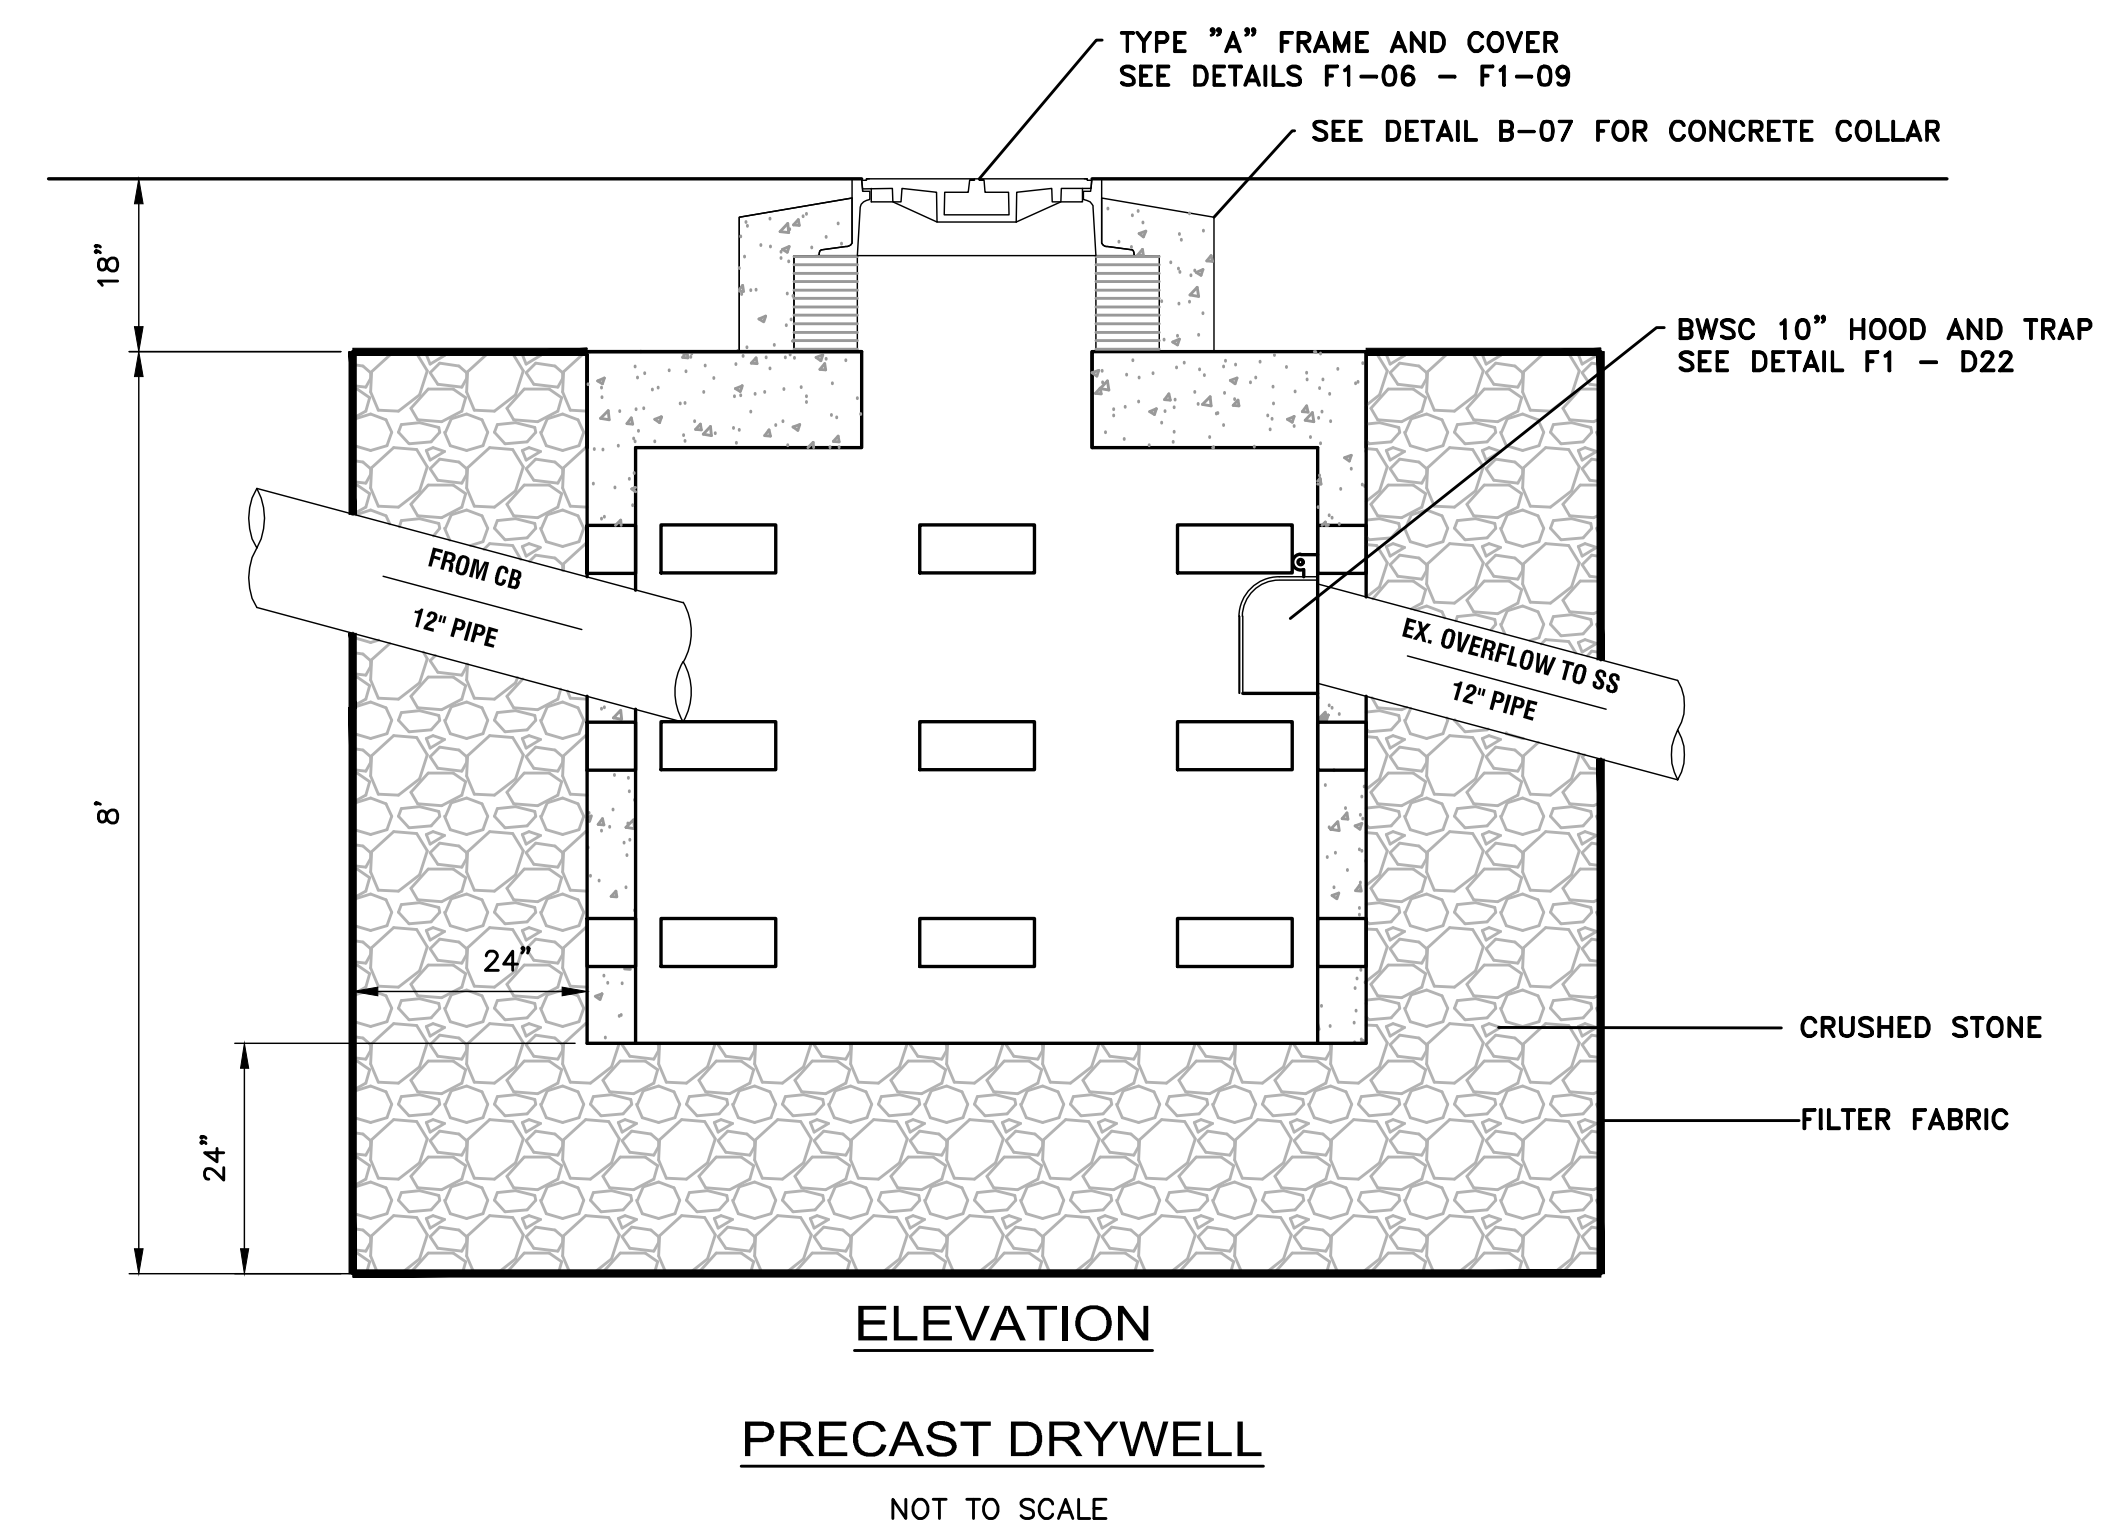 TYPE "A" FRAME AND COVER
SEE DETAILS F1-06 - F1-09
SEE DETAIL B-07 FOR CONCRETE COLLAR
18"
BWSC 10" HOOD AND TRAP
SEE DETAIL F1 - D22
FROM CB
12" PIPE
EX. OVERFLOW TO SS
12" PIPE
8'
24"
CRUSHED STONE
FILTER FABRIC
24"
ELEVATION
PRECAST DRYWELL
NOT TO SCALE